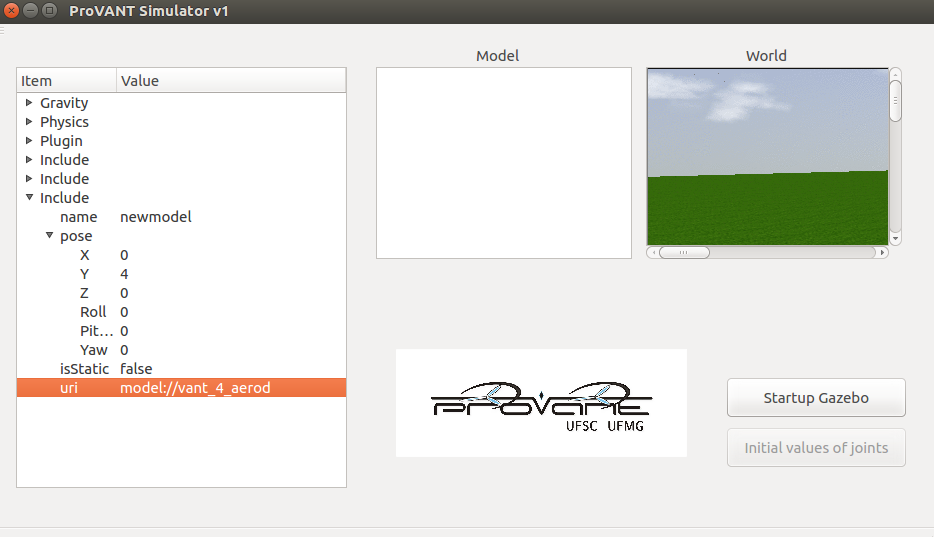 ProVANT Simulator v1
Item Value
Gravity
Physics
Plugin
Include
Include
Include
name newmodel
pose
X 0
Y 4
Z 0
Roll 0
Pit... 0
Yaw 0
isStatic false
uri model://vant_4_aerod
Model
World
PROVANT
UFSC UFMG
Startup Gazebo
Initial values of joints